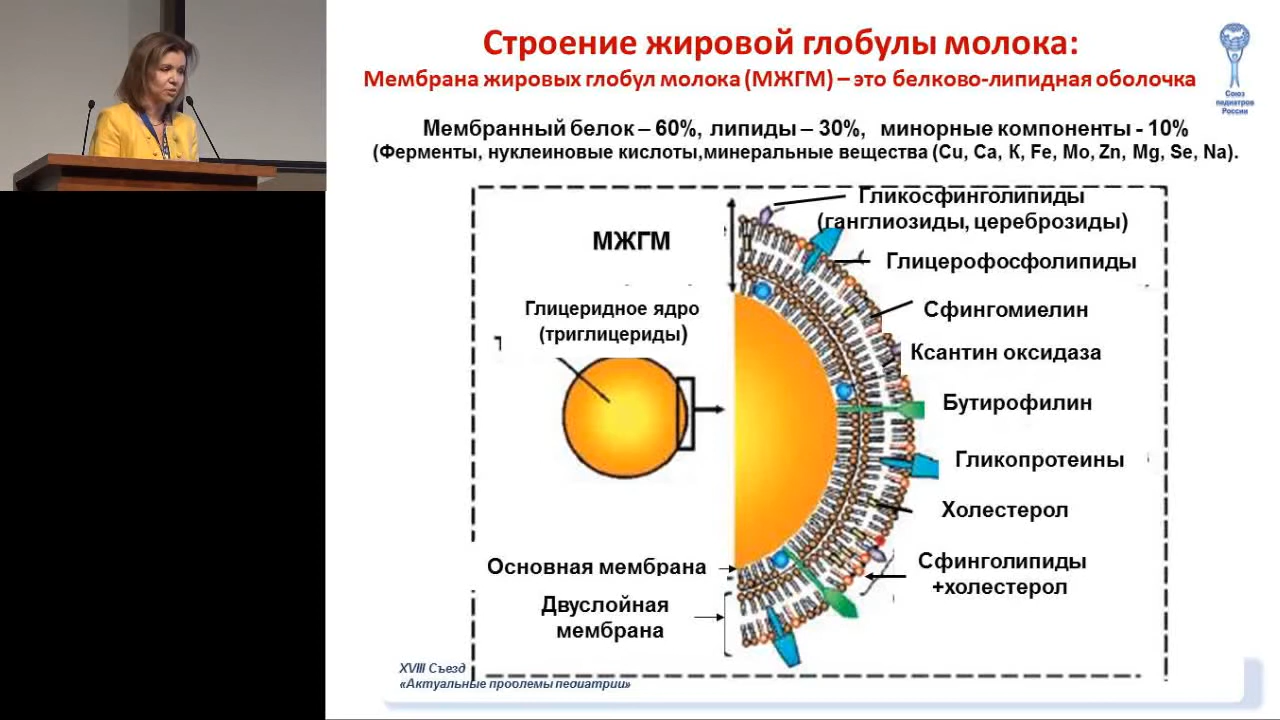 Строение жировой глобулы молока:
Мембрана жировых глобул молока (МЖГМ) – это белково-липидная оболочка
Союз
педиатров
России
Мембранный белок – 60%, липиды – 30%, минорные компоненты - 10%
(Ферменты, нуклеиновые кислоты,минеральные вещества (Cu, Ca, К, Fe, Mo, Zn, Mg, Se, Na).
Гликосфинголипиды
(ганглиозиды, цереброзиды)
МЖГМ
Глицерофосфолипиды
Глицеридное ядро
(триглицериды)
Сфингомиелин
Ксантин оксидаза
Бутирофилин
Гликопротеины
Холестерол
Основная мембрана
Сфинголипиды
+холестерол
Двуслойная
мембрана
XVIII Съезд
«Актуальные проблемы педиатрии»